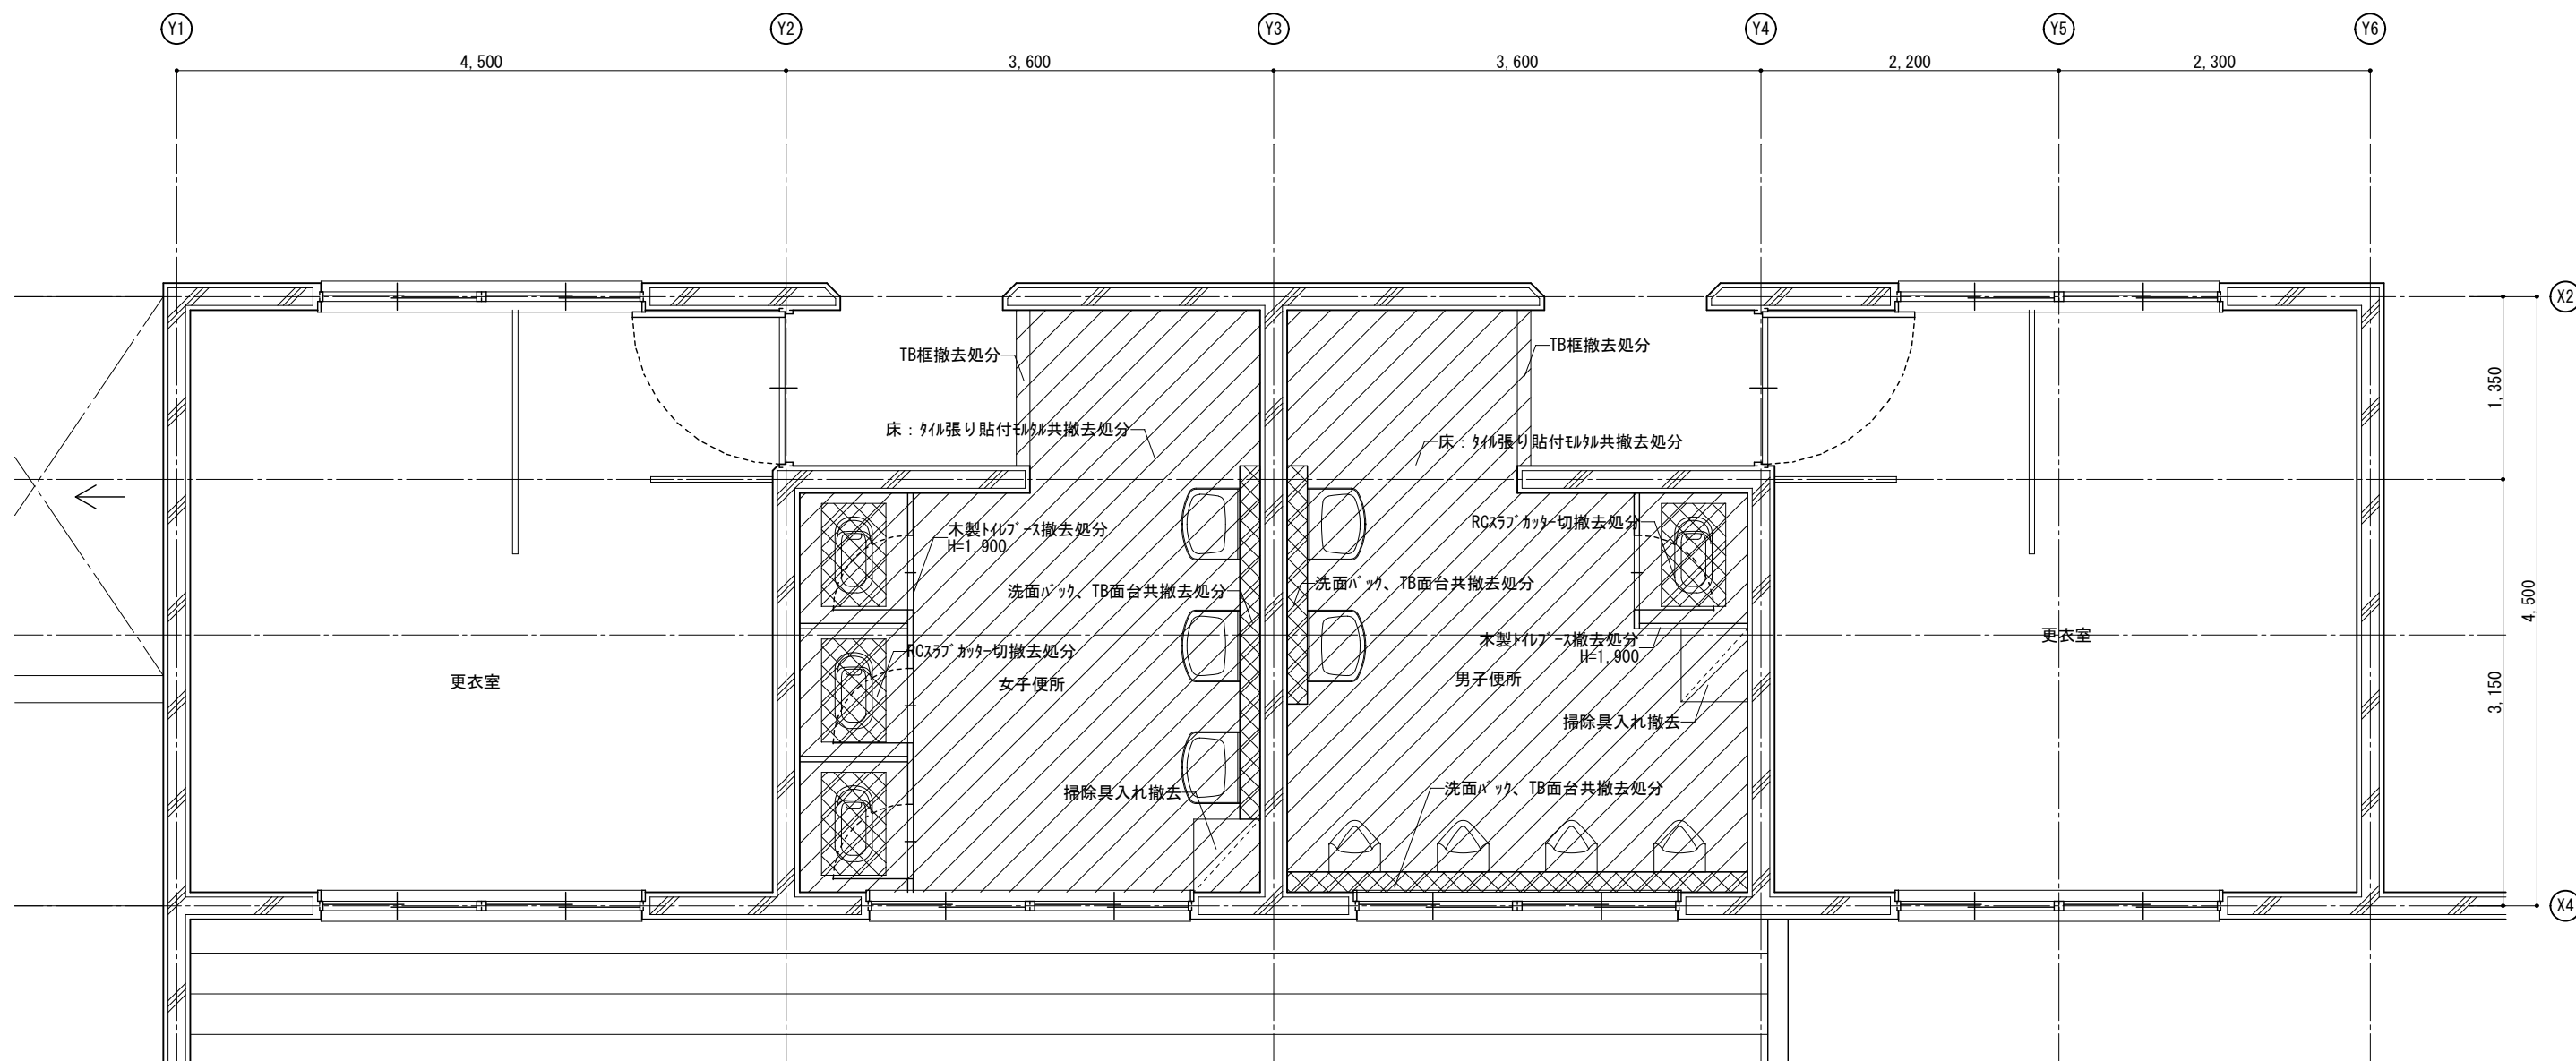 Y1
Y2
Y3
Y4
Y5
Y6
4,500
3,600
3,600
2,200
2,300
X2
TB框撤去処分
TB框撤去処分
1,350
床：ﾀｲﾙ張り貼付ﾓﾙﾀﾙ共撤去処分
床：ﾀｲﾙ張り貼付ﾓﾙﾀﾙ共撤去処分
木製ﾄｲﾚﾌﾞｰｽ撤去処分
H=1,900
RCｽﾗﾌﾞｶｯﾀｰ切撤去処分
洗面ﾊﾞｯｸ、TB面台共撤去処分
洗面ﾊﾞｯｸ、TB面台共撤去処分
4,500
木製ﾄｲﾚﾌﾞｰｽ撤去処分
H=1,900
更衣室
RCｽﾗﾌﾞｶｯﾀｰ切撤去処分
更衣室
女子便所
男子便所
3,150
掃除具入れ撤去
掃除具入れ撤去
洗面ﾊﾞｯｸ、TB面台共撤去処分
X4